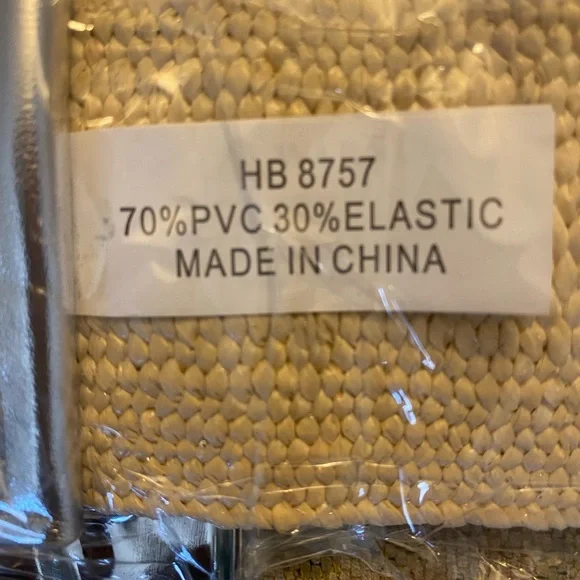 HB 8757
70%PVC 30%ELASTIC
MADE IN CHINA